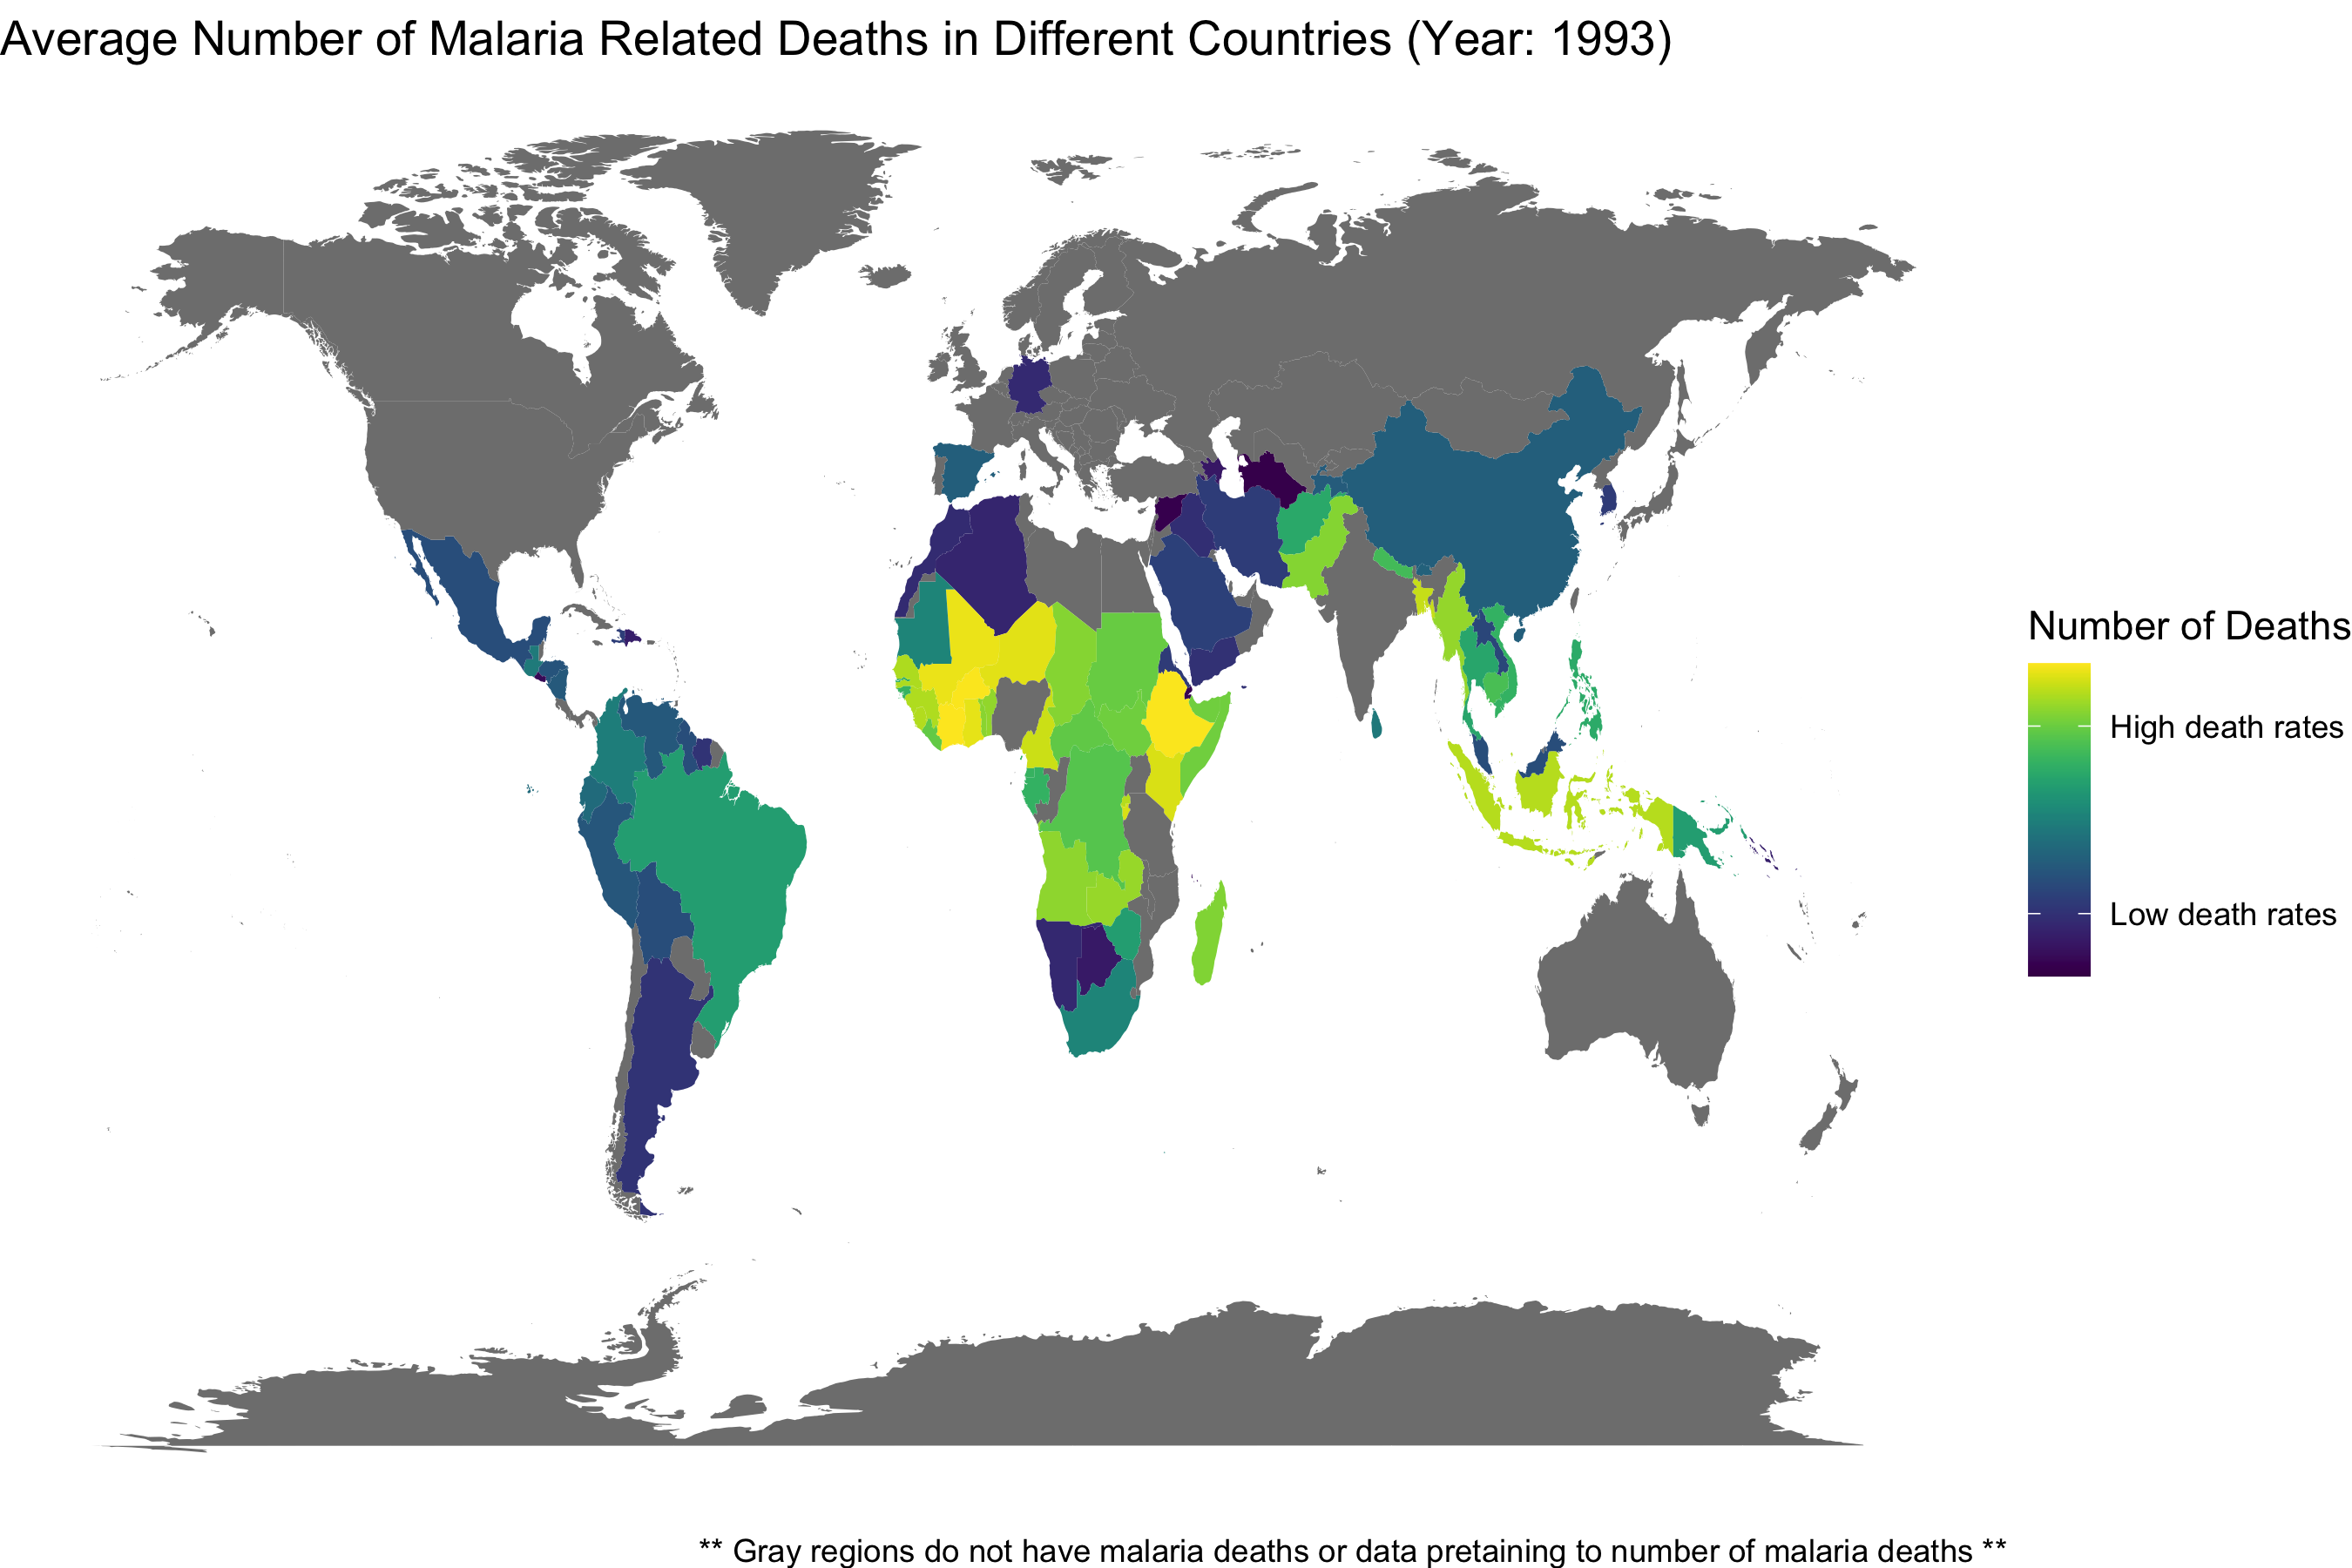 Average Number of Malaria Related Deaths in Different Countries (Year: 1993)
Number of Deaths
High death rates
Low death rates
** Gray regions do not have malaria deaths or data pretaining to number of malaria deaths **